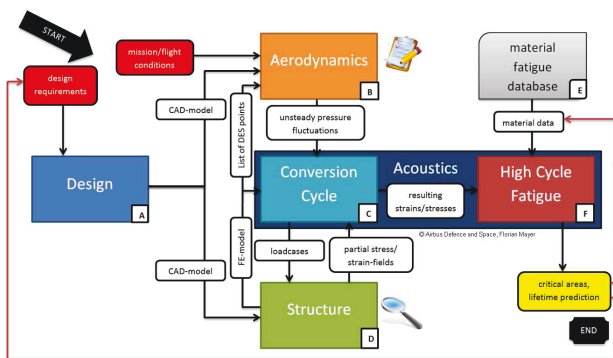 START
mission/flight
conditions
design
requirements
Aerodynamics
B
material
fatigue
database
E
CAD-model
List of DES points
unsteady pressure
fluctuations
material data
Design
A
Conversion
Cycle
C
Acoustics
resulting
strains/stresses
High Cycle
Fatigue
F
© Airbus Defence and Space, Florian Mayer
CAD-model
FE-model
loadcases
partial stress/
strain-fields
Structure
D
critical areas,
lifetime prediction
END